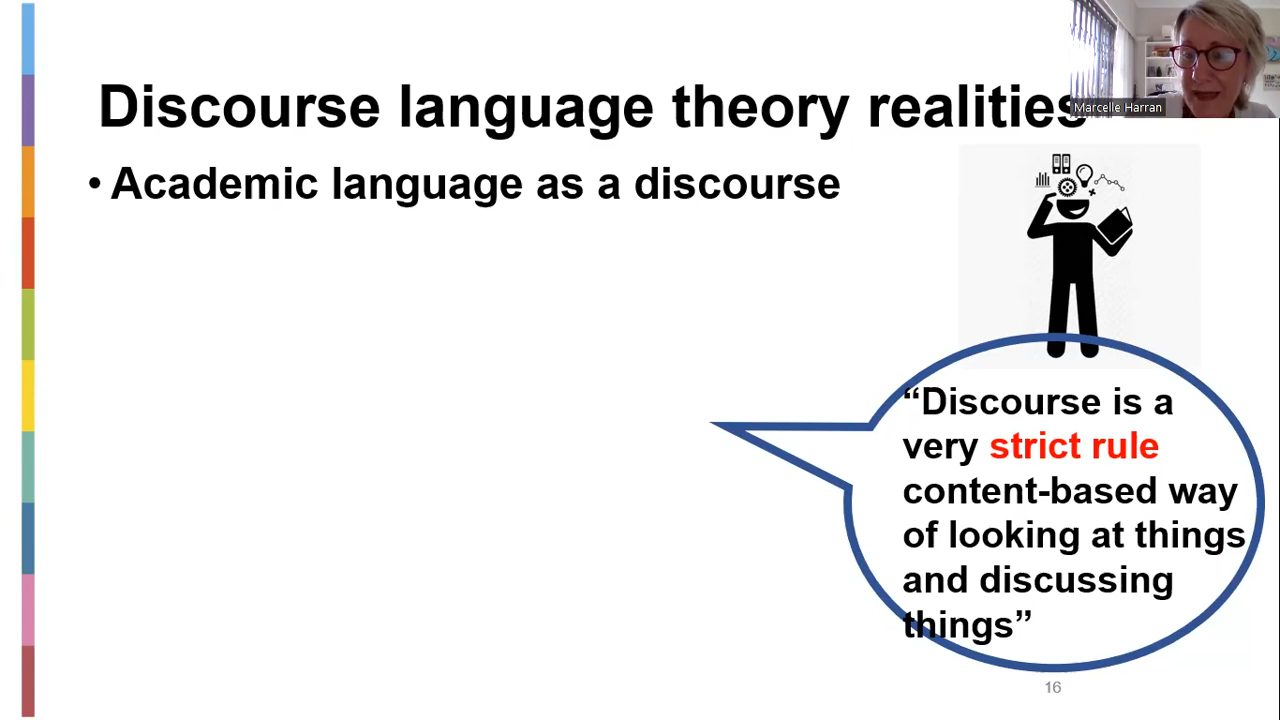 Discourse language theory realities
Marcelle Harran
• Academic language as a discourse
“Discourse is a
very strict rule
content-based way
of looking at things
and discussing
things”
16